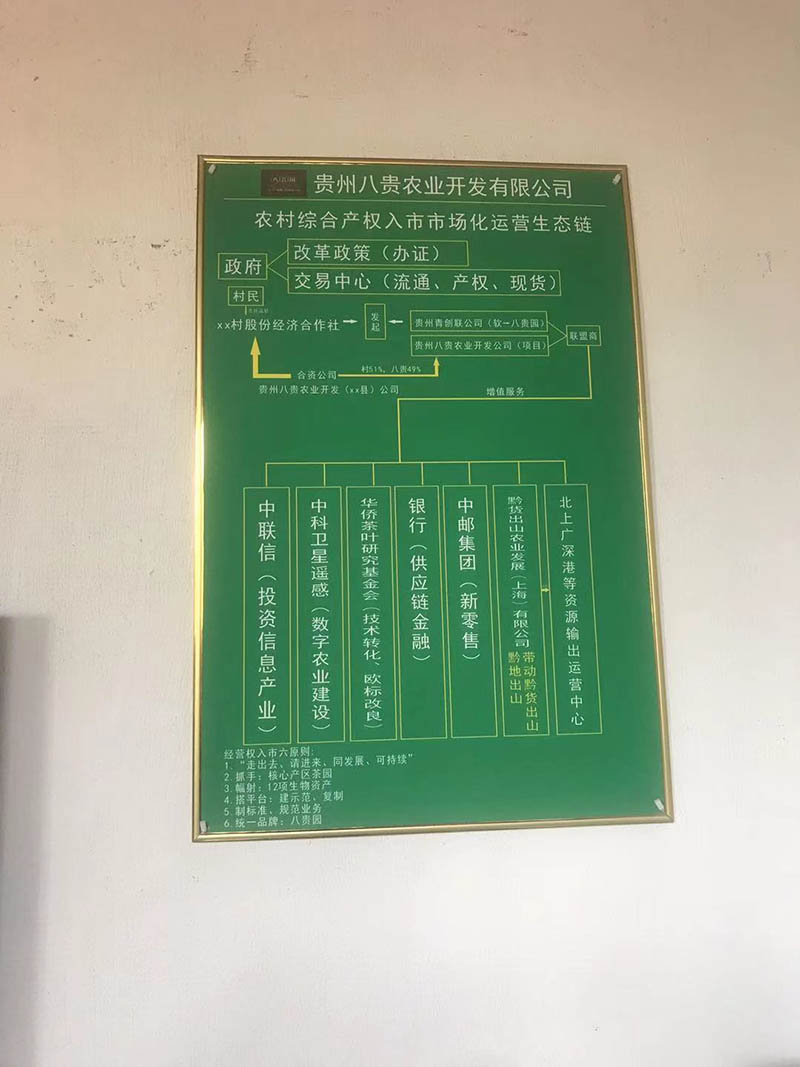 贵州八贵农业开发有限公司
农村综合产权入市市场化运营生态链
政府
改革政策（办证）
交易中心（流通、产权、现货）
村民
xx村股份经济合作社
发起
贵州青创联公司（软一八贵园）
贵州八贵农业开发公司（项目）
联盟商
合资公司
村51%，八贵49%
贵州八贵农业开发（xx县）公司
增值服务
中联信（投资信息产业）
中科卫星遥感（数字农业建设）
华侨茶叶研究基金会（技术转化、欧标改良）
银行（供应链金融）
中邮集团（新零售）
黔货出山农业发展（上海）有限公司
带动黔货出山
黔地出山
北上广深港等资源输出运营中心
经营权入市六原则:
1.“走出去、请进来、同发展、可持续”
2.抓手：核心产区茶园
3.幅射：12项生物资产
4.搭平台：建示范、复制
5.制标准、规范业务
6.统一品牌：八贵园